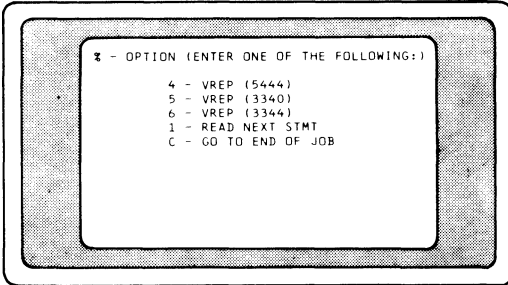 % - OPTION (ENTER ONE OF THE FOLLOWING:)
4 - VREP (5444)
5 - VREP (3340)
6 - VREP (3344)
1 - READ NEXT STMT
C - GO TO END OF JOB